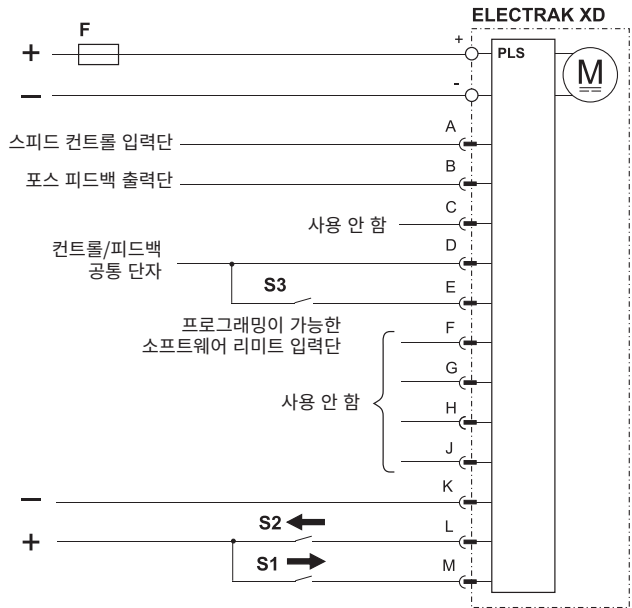 ELECTRAK XD
F
+
+
PLS
M
-
−
A
스피드 컨트롤 입력단
B
포스 피드백 출력단
C
사용 안 함
D
컨트롤/피드백
공통 단자
S3
E
프로그래밍이 가능한
소프트웨어 리미트 입력단
F
G
사용 안 함
H
J
K
−
S2
L
+
S1
M